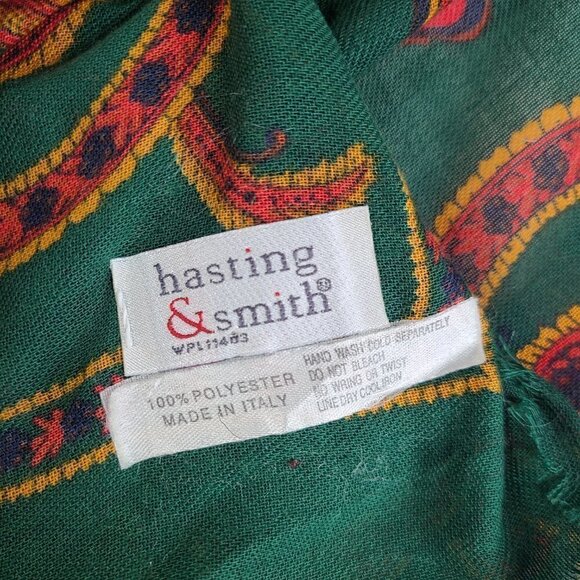 hasting
&smith®
WPL11483
100% POLYESTER
MADE IN ITALY
HAND WASH COLD SEPARATELY
DO NOT BLEACH
NO WRING OR TWIST
LINE DRY COOL IRON